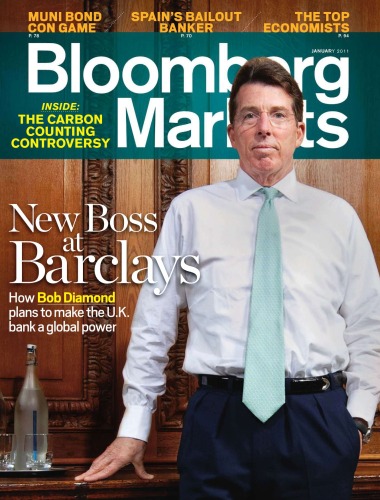 MUNI BOND
CON GAME
P. 78
SPAIN'S BAILOUT
BANKER
P. 70
THE TOP
ECONOMISTS
P. 94
JANUARY 2011
Bloomberg
Markets
INSIDE:
THE CARBON
COUNTING
CONTROVERSY
New Boss
at
Barclays
How Bob Diamond
plans to make the U.K.
bank a global power